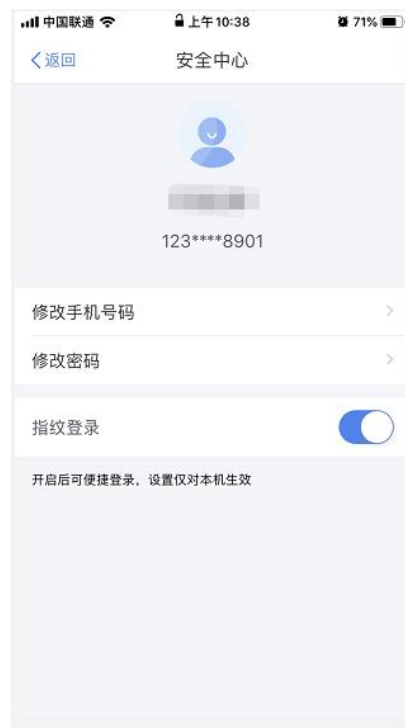 中国联通 上午10:38 71%
返回 安全中心
123****8901
修改手机号码
修改密码
指纹登录
开启后可便捷登录，设置仅对本机生效